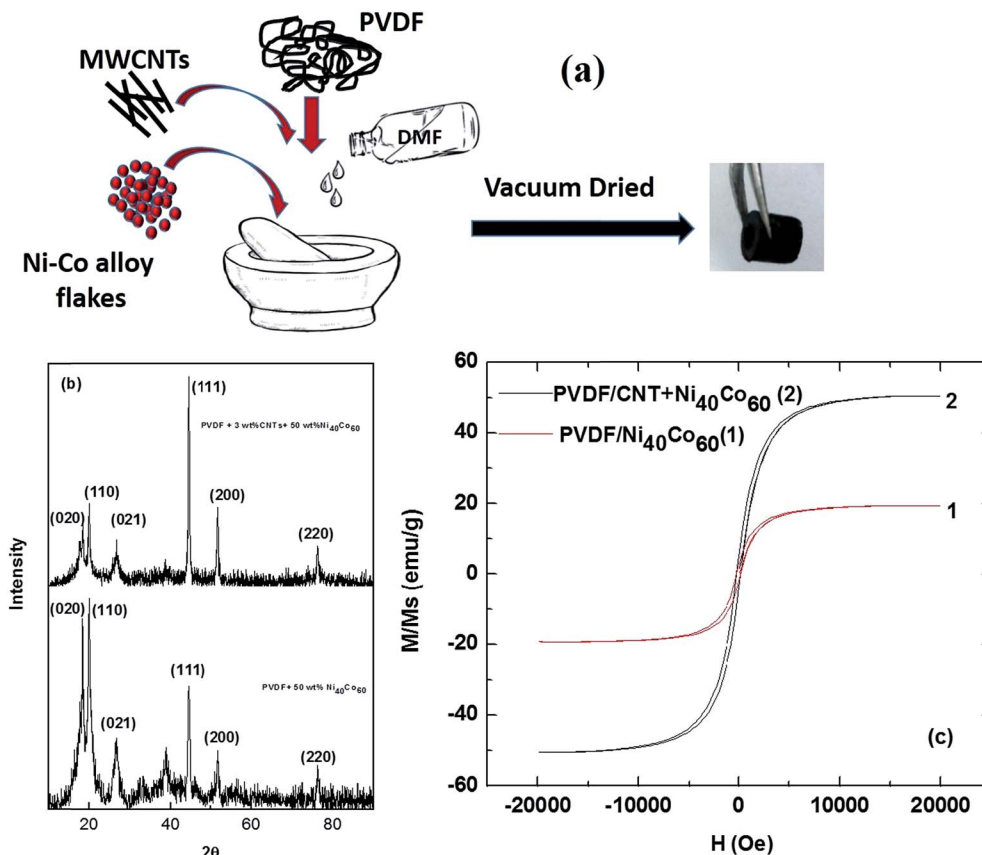 PVDF
MWCNTs
(a)
DMF
Vacuum Dried
Ni-Co alloy
flakes
(b)
(111)
PVDF + 3 wt%CNTs+ 50 wt%Ni40Co60
(110)
(200)
(020)
(021)
(220)
Intensity
(020)
(110)
(111)
PVDF+ 50 wt% Ni40Co60
(021)
(200)
(220)
20
40
60
80
2θ
60
PVDF/CNT+Ni40Co60 (2)
2
40
PVDF/Ni40Co60(1)
20
1
0
M/Ms (emu/g)
-20
-40
(c)
-60
-20000
-10000
0
10000
20000
H (Oe)